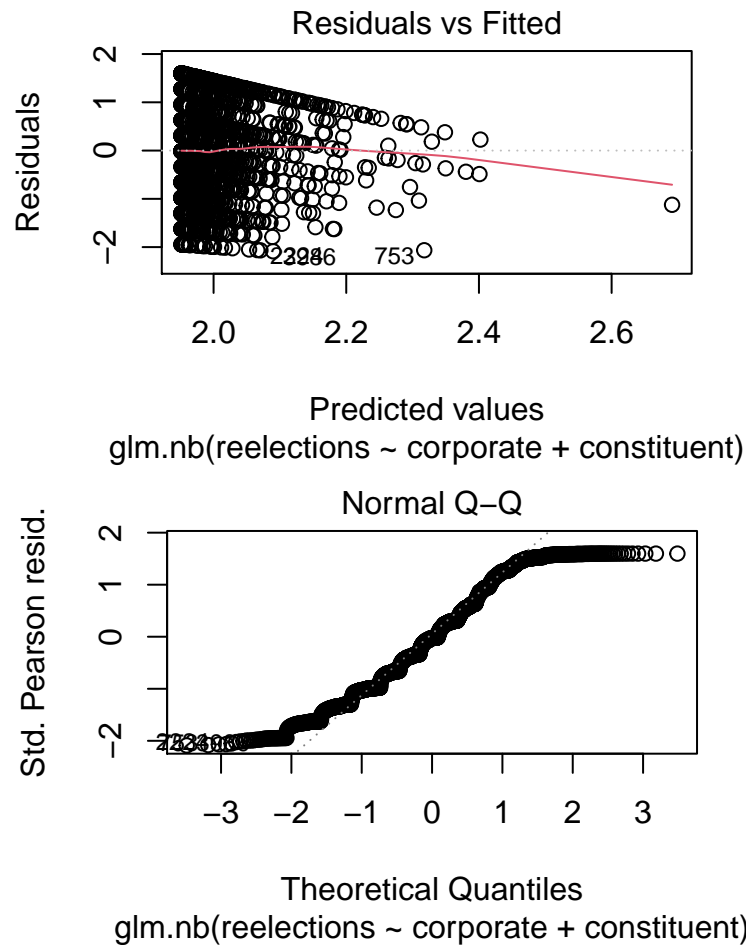 Residuals vs Fitted
Residuals
2
1
0
−2
753
2.0
2.2
2.4
2.6
Predicted values
glm.nb(reelections ~ corporate + constituent)
Normal Q−Q
Std. Pearson resid.
2
1
0
−2
−3
−2
−1
0
1
2
3
Theoretical Quantiles
glm.nb(reelections ~ corporate + constituent)